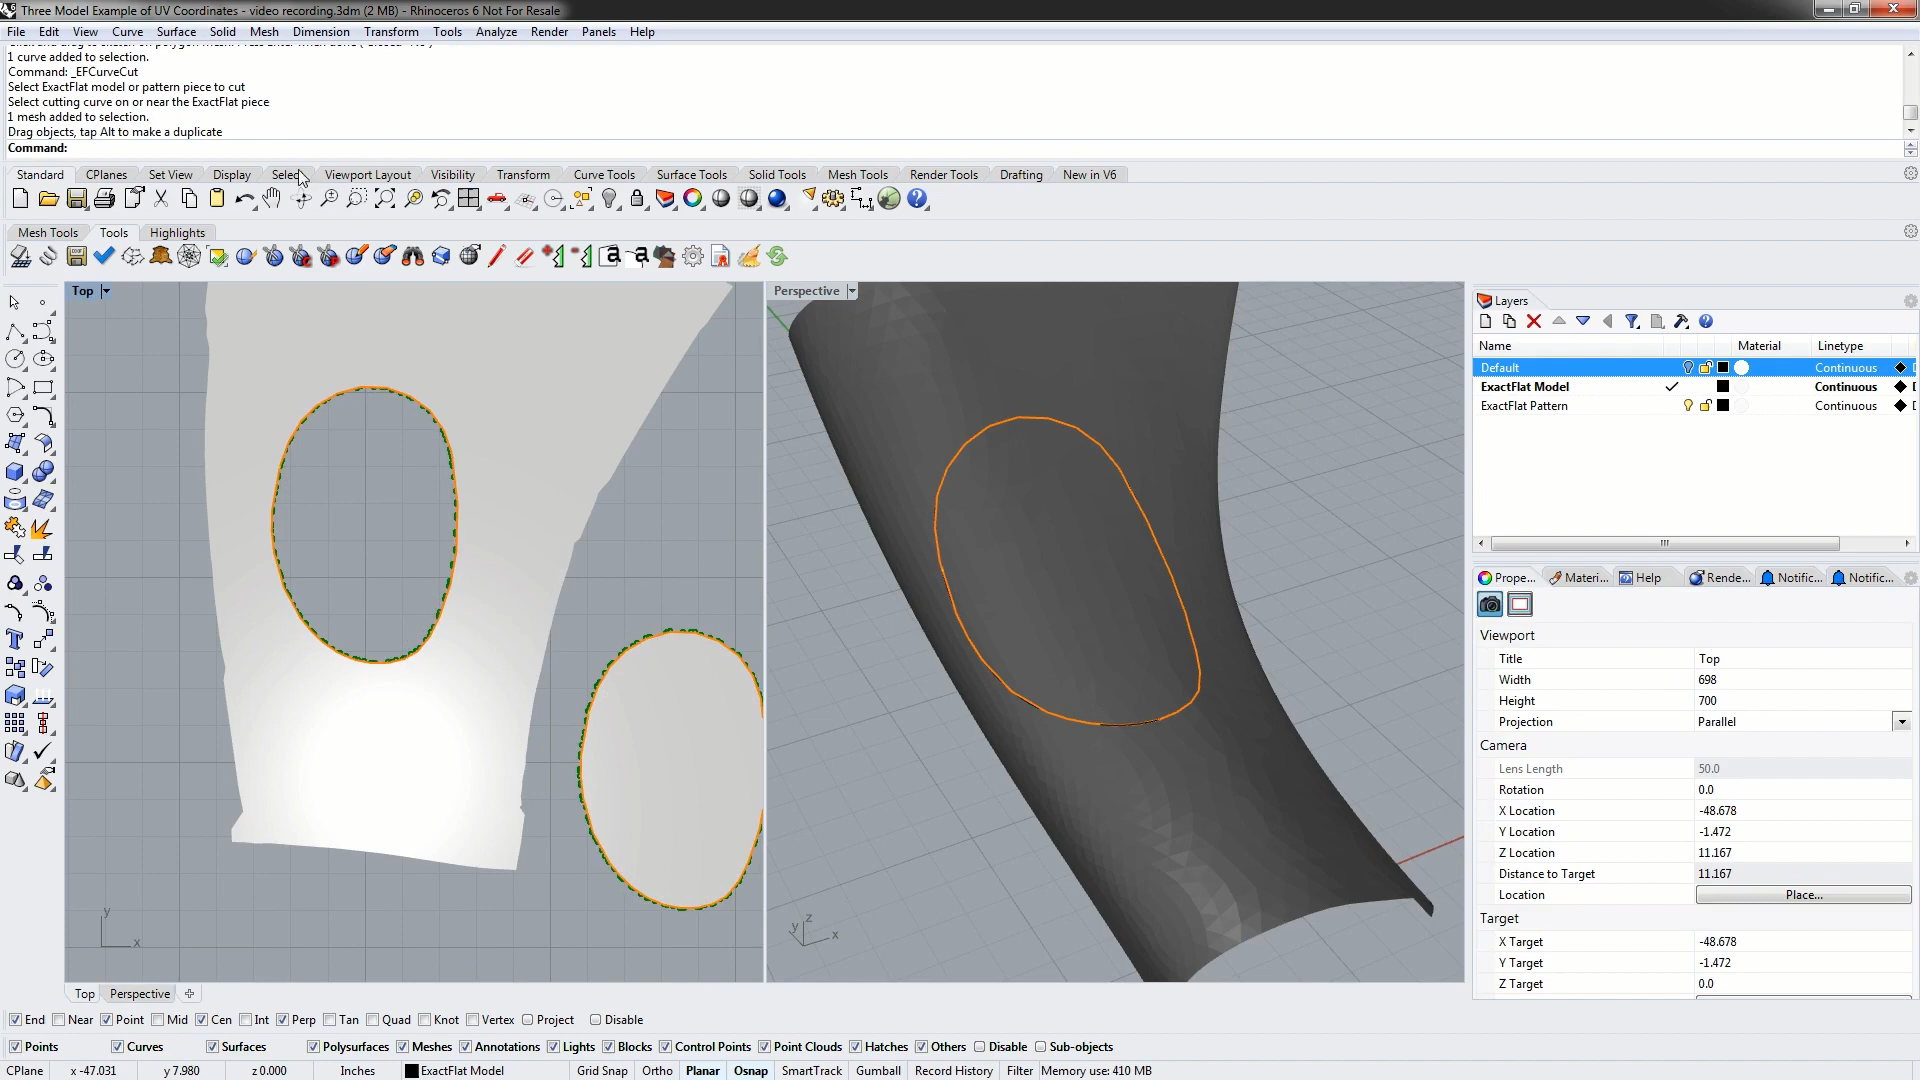 Three Model Example of UV Coordinates - video recording.3dm (2 MB) - Rhinoceros 6 Not For Resale
File Edit View Curve Surface Solid Mesh Dimension Transform Tools Analyze Render Panels Help
1 curve added to selection.
Command: _EFCurveCut
Select ExactFlat model or pattern piece to cut
Select cutting curve on or near the ExactFlat piece
1 mesh added to selection.
Drag objects, tap Alt to make a duplicate
Command:
Standard CPlanes Set View Display Select Viewport Layout Visibility Transform Curve Tools Surface Tools Solid Tools Mesh Tools Render Tools Drafting New in V6
Mesh Tools Tools Highlights
Top
Perspective
Layers
Name Material Linetype
Default Continuous
ExactFlat Model Continuous
ExactFlat Pattern Continuous
Prope... Materi... Help Rende... Notific... Notific...
Viewport
Title Top
Width 698
Height 700
Projection Parallel
Camera
Lens Length 50.0
Rotation 0.0
X Location -48.678
Y Location -1.472
Z Location 11.167
Distance to Target 11.167
Location Place...
Target
X Target -48.678
Y Target -1.472
Z Target 0.0
y
x
z
y
x
Top Perspective
End Near Point Mid Cen Int Perp Tan Quad Knot Vertex Project Disable
Points Curves Surfaces Polysurfaces Meshes Annotations Lights Blocks Control Points Point Clouds Hatches Others Disable Sub-objects
CPlane x -47.031 y 7.980 z 0.000 Inches ExactFlat Model Grid Snap Ortho Planar Osnap SmartTrack Gumball Record History Filter Memory use: 410 MB